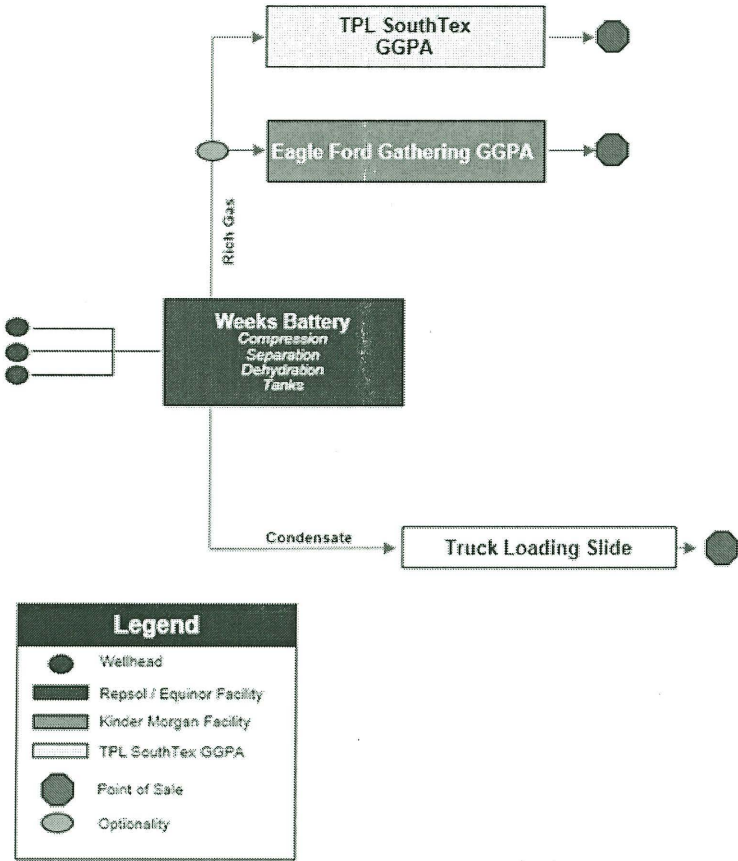 TPL SouthTex
GGPA
Eagle Ford Gathering GGPA
Rich Gas
Weeks Battery
Compression
Separation
Dehydration
Tanks
Condensate
Truck Loading Slide
Legend
Wellhead
Repsol / Equinor Facility
Kinder Morgan Facility
TPL SouthTex GGPA
Point of Sale
Optionality